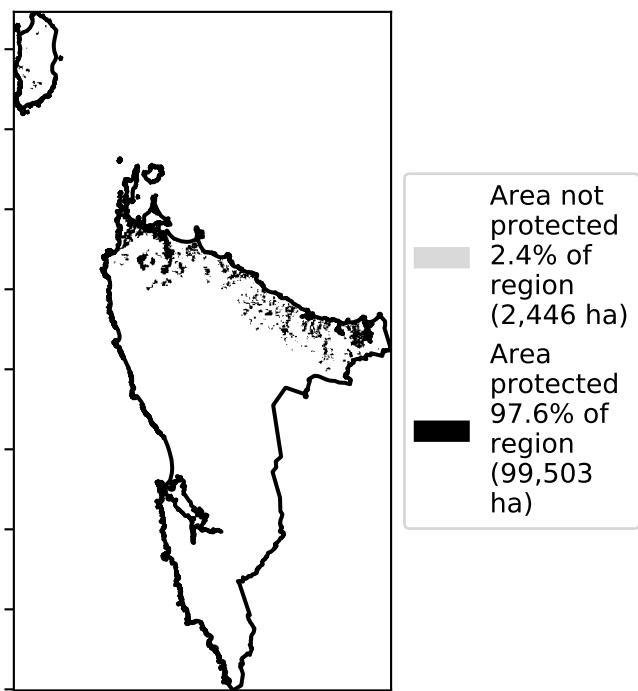 Area not
protected
2.4% of
region
(2,446 ha)
Area
protected
97.6% of
region
(99,503
ha)